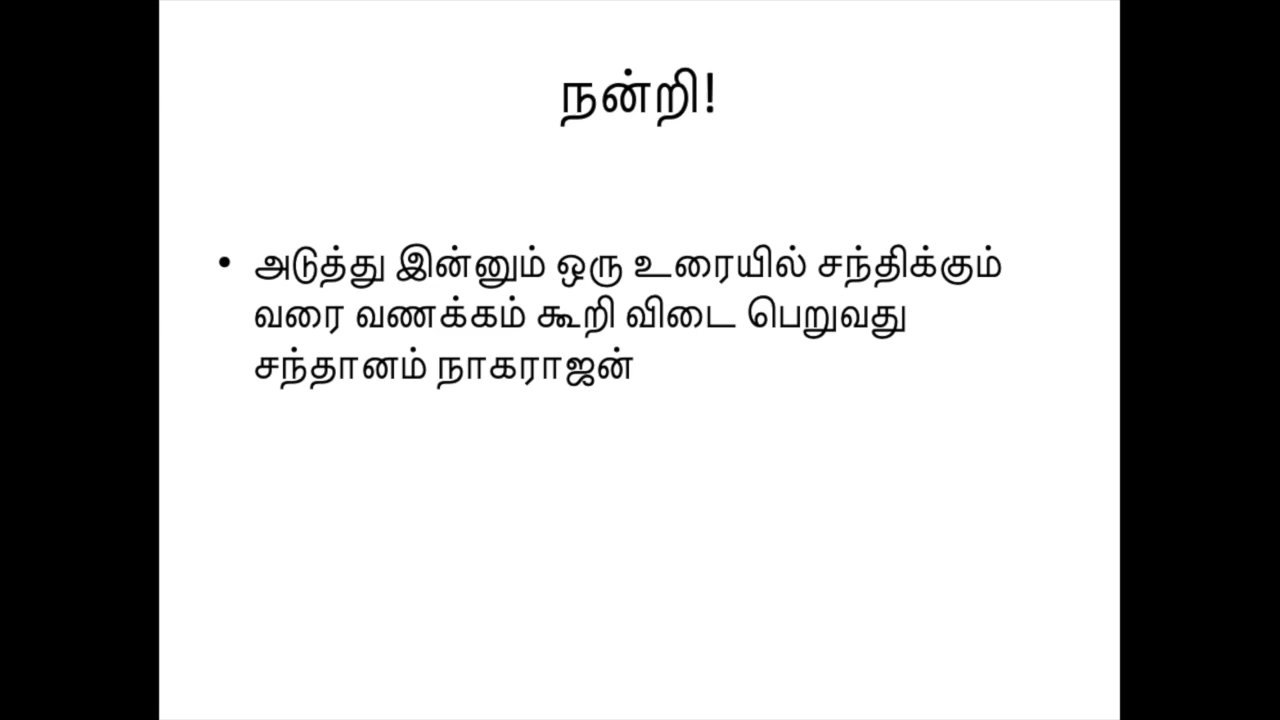 நன்றி!
• அடுத்து இன்னும் ஒரு உரையில் சந்திக்கும்
வரை வணக்கம் கூறி விடை பெறுவது
சந்தானம் நாகராஜன்